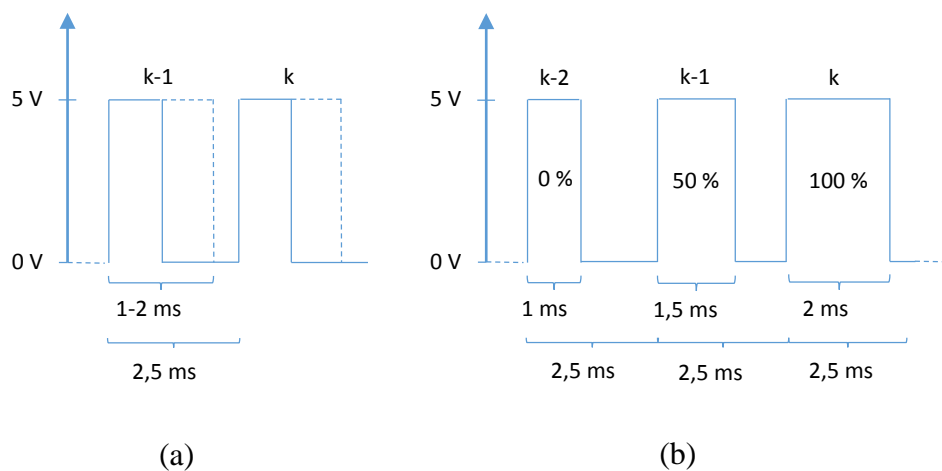 k-1 k
5 V
0 V
1-2 ms
2,5 ms
(a)
k-2 k-1 k
5 V
0 % 50 % 100 %
0 V
1 ms 1,5 ms 2 ms
2,5 ms 2,5 ms 2,5 ms
(b)